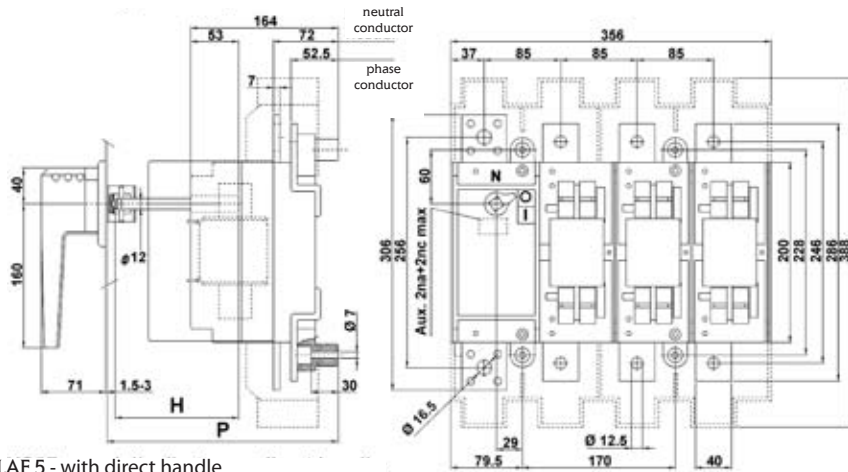 164
53
72
neutral
conductor
52.5
7
phase
conductor
356
37
85
85
85
40
160
ø12
Ø 7
71
1.5-3
30
H
P
60
N
I
306
256
Aux. 2na+2nc max
200
228
246
286
388
Ø 16.5
29
Ø 12.5
79.5
170
40
AE 5 - with direct handle